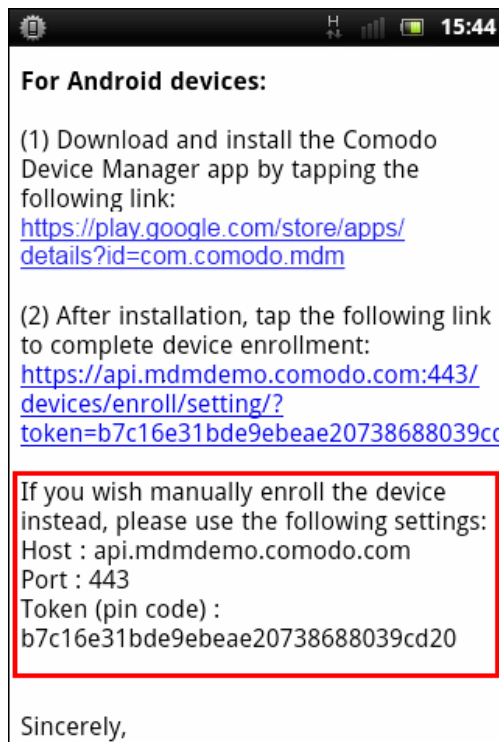 H 15:44
For Android devices:
(1) Download and install the Comodo
Device Manager app by tapping the
following link:
https://play.google.com/store/apps/
details?id=com.comodo.mdm
(2) After installation, tap the following link
to complete device enrollment:
https://api.mdmdemo.comodo.com:443/
devices/enroll/setting/?
token=b7c16e31bde9ebeae20738688039cd
If you wish manually enroll the device
instead, please use the following settings:
Host : api.mdmdemo.comodo.com
Port : 443
Token (pin code) :
b7c16e31bde9ebeae20738688039cd20
Sincerely,